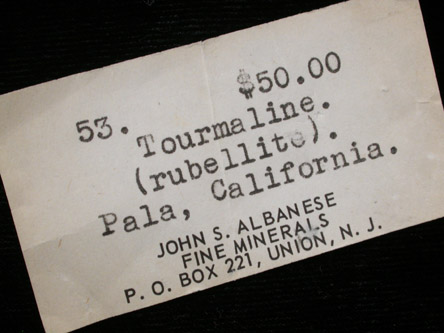 53. $50.00
Tourmaline.
(rubellite).
Pala, California.
JOHN S. ALBANESE
FINE MINERALS
P. O. BOX 221, UNION, N. J.